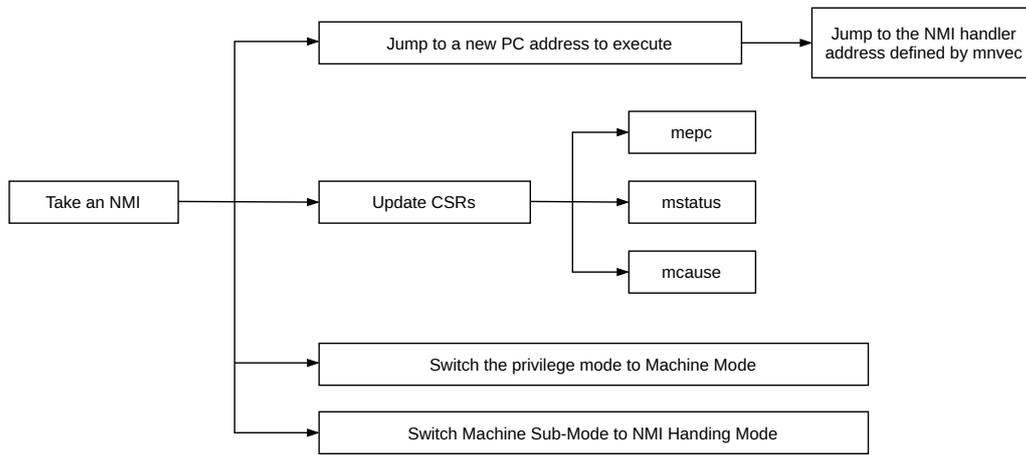 Jump to a new PC address to execute
Jump to the NMI handler
address defined by mnvec
mepc
Take an NMI
Update CSRs
mstatus
mcause
Switch the privilege mode to Machine Mode
Switch Machine Sub-Mode to NMI Handing Mode